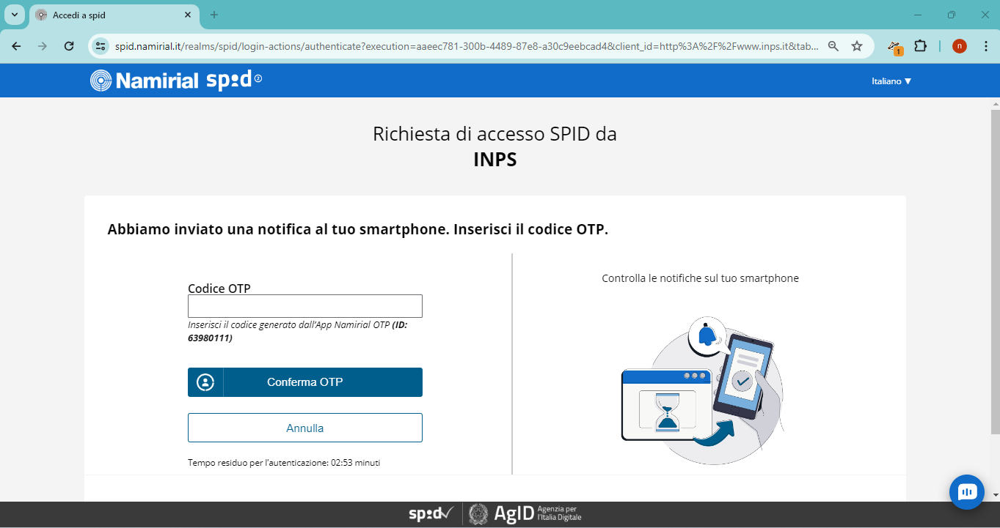 Accedi a spid
spid.namirial.it/realms/spid/login-actions/authenticate?execution=aaeec781-300b-4489-87e8-a30c9eebcad4&client_id=http%3A%2F%2Fwww.inps.it&tab...
1
n
Namirial spid 2
Italiano ▼
Richiesta di accesso SPID da
INPS
Abbiamo inviato una notifica al tuo smartphone. Inserisci il codice OTP.
Codice OTP
Inserisci il codice generato dall'App Namirial OTP (ID:
63980111)
Conferma OTP
Annulla
Tempo residuo per l'autenticazione: 02:53 minuti
Controlla le notifiche sul tuo smartphone
spid AgID Agenzia per
l'Italia Digitale